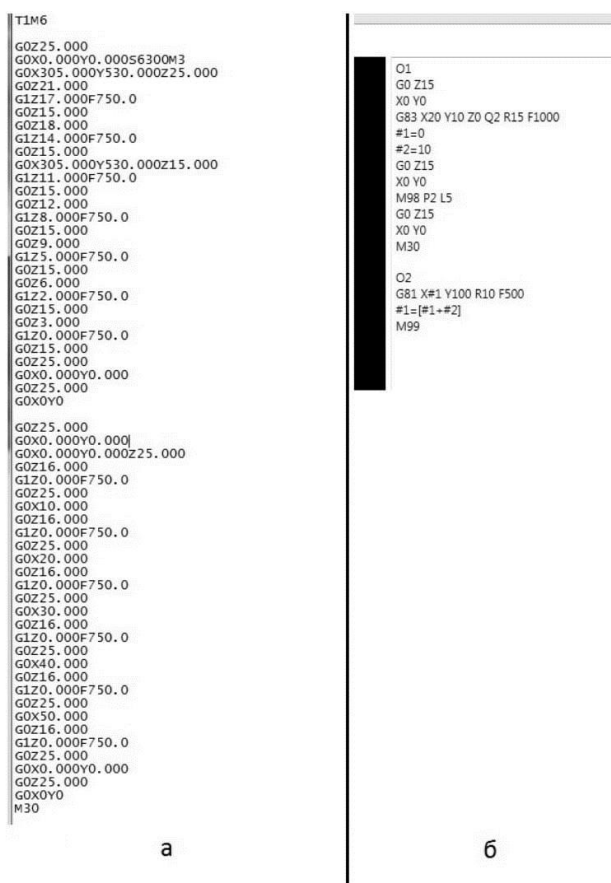 T1M6

G0Z25.000
G0X0.000Y0.000S6300M3
G0X305.000Y530.000Z25.000
G0Z21.000
G1Z17.000F750.0
G0Z15.000
G0Z18.000
G1Z14.000F750.0
G0Z15.000
G0X305.000Y530.000Z15.000
G1Z11.000F750.0
G0Z15.000
G0Z12.000
G1Z8.000F750.0
G0Z15.000
G0Z9.000
G1Z5.000F750.0
G0Z15.000
G0Z6.000
G1Z2.000F750.0
G0Z15.000
G0Z3.000
G1Z0.000F750.0
G0Z15.000
G0Z25.000
G0X0.000Y0.000
G0Z25.000
G0X0Y0

G0Z25.000
G0X0.000Y0.000
G0X0.000Y0.000Z25.000
G0Z16.000
G1Z0.000F750.0
G0Z25.000
G0X10.000
G0Z16.000
G1Z0.000F750.0
G0Z25.000
G0X20.000
G0Z16.000
G1Z0.000F750.0
G0Z25.000
G0X30.000
G0Z16.000
G1Z0.000F750.0
G0Z25.000
G0X40.000
G0Z16.000
G1Z0.000F750.0
G0Z25.000
G0X50.000
G0Z16.000
G1Z0.000F750.0
G0Z25.000
G0X0.000Y0.000
G0Z25.000
G0X0Y0
M30
а

O1
G0 Z15
X0 Y0
G83 X20 Y10 Z0 Q2 R15 F1000
#1=0
#2=10
G0 Z15
X0 Y0
M98 P2 L5
G0 Z15
X0 Y0
M30

O2
G81 X#1 Y100 R10 F500
#1=[#1+#2]
M99
б